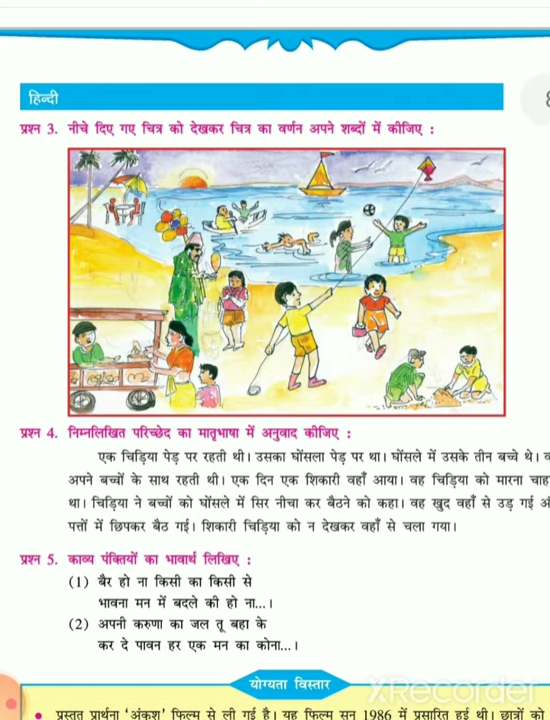 हिन्दी
प्रश्न 3. नीचे दिए गए चित्र को देखकर चित्र का वर्णन अपने शब्दों में कीजिए :
प्रश्न 4. निम्नलिखित परिच्छेद का मातृभाषा में अनुवाद कीजिए :
एक चिड़िया पेड़ पर रहती थी। उसका घोंसला पेड़ पर था। घोंसले में उसके तीन बच्चे थे।
अपने बच्चों के साथ रहती थी। एक दिन एक शिकारी वहाँ आया। वह चिड़िया को मारना
था। चिड़िया ने बच्चों को घोंसले में सिर नीचा कर बैठने को कहा। वह खुद वहाँ से उड़ गई
पत्तों में छिपकर बैठ गई। शिकारी चिड़िया को न देखकर वहाँ से चला गया।
प्रश्न 5. काव्य पंक्तियों का भावार्थ लिखिए :
(1) बैर हो ना किसी का किसी से
भावना मन में बदले की हो ना...।
(2) अपनी करुणा का जल तू बहा के
कर दे पावन हर एक मन का कोना...।
योग्यता विस्तार
XRecorder
• प्रस्तुत प्रार्थना 'अंकुश' फिल्म से ली गई है। यह फिल्म सन् 1986 में प्रसारित हुई थी। छात्रों को